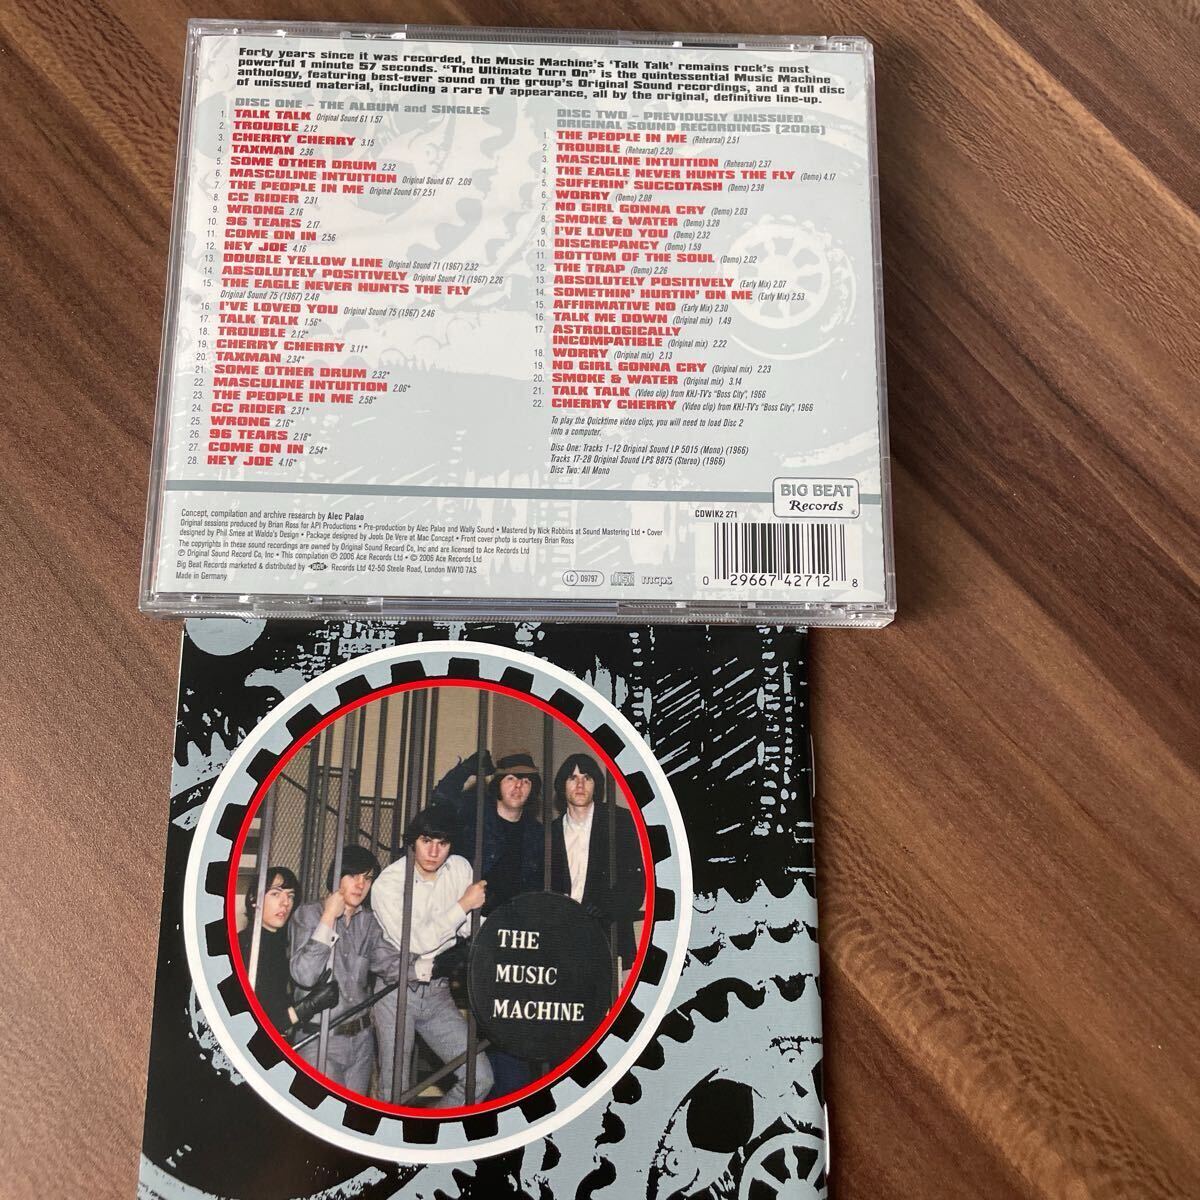 Forty years since it was recorded, the Music Machine's 'Talk Talk' remains rock's most
powerful 1 minute 57 seconds. "The Ultimate Turn On" is the quintessential Music Machine
anthology, featuring best-ever sound on the group's Original Sound recordings, and a full disc
of unissued material, including a rare TV appearance, all by the original, definitive line-up.
DISC ONE – THE ALBUM and SINGLES
1. TALK TALK Original Sound 61 1.57
2. TROUBLE 2.12
3. CHERRY CHERRY 3.15
4. TAXMAN 2.36
5. SOME OTHER DRUM 2.32
6. MASCULINE INTUITION Original Sound 67 2.09
7. THE PEOPLE IN ME Original Sound 67 2.51
8. CC RIDER 2.31
9. WRONG 2.16
10. 96 TEARS 2.17
11. COME ON IN 2.56
12. HEY JOE 4.16
13. DOUBLE YELLOW LINE Original Sound 71 (1967) 2.32
14. ABSOLUTELY POSITIVELY Original Sound 71 (1967) 2.26
15. THE EAGLE NEVER HUNTS THE FLY
Original Sound 75 (1967) 2.48
16. I'VE LOVED YOU Original Sound 75 (1967) 2.46
17. TALK TALK 1.56*
18. TROUBLE 2.12*
19. CHERRY CHERRY 3.11*
20. TAXMAN 2.34*
21. SOME OTHER DRUM 2.32*
22. MASCULINE INTUITION 2.06*
23. THE PEOPLE IN ME 2.58*
24. CC RIDER 2.31*
25. WRONG 2.16*
26. 96 TEARS 2.18*
27. COME ON IN 2.54*
28. HEY JOE 4.16*
DISC TWO – PREVIOUSLY UNISSUED
ORIGINAL SOUND RECORDINGS (2006)
1. THE PEOPLE IN ME (Rehearsal) 2.51
2. TROUBLE (Rehearsal) 2.20
3. MASCULINE INTUITION (Rehearsal) 2.37
4. THE EAGLE NEVER HUNTS THE FLY (Demo) 4.17
5. SUFFERIN' SUCCOTASH (Demo) 2.38
6. WORRY (Demo) 2.08
7. NO GIRL GONNA CRY (Demo) 2.03
8. SMOKE & WATER (Demo) 3.28
9. I'VE LOVED YOU (Demo) 2.32
10. DISCREPANCY (Demo) 1.59
11. BOTTOM OF THE SOUL (Demo) 2.02
12. THE TRAP (Demo) 2.26
13. ABSOLUTELY POSITIVELY (Early Mix) 2.07
14. SOMETHIN' HURTIN' ON ME (Early Mix) 2.53
15. AFFIRMATIVE NO (Early Mix) 2.30
16. TALK ME DOWN (Original mix) 1.49
17. ASTROLOGICALLY
INCOMPATIBLE (Original mix) 2.22
18. WORRY (Original mix) 2.13
19. NO GIRL GONNA CRY (Original mix) 2.23
20. SMOKE & WATER (Original mix) 3.14
21. TALK TALK (Video clip) from KHJ-TV's "Boss City", 1966
22. CHERRY CHERRY (Video clip) from KHJ-TV's "Boss City", 1966
To play the Quicktime video clips, you will need to load Disc 2
into a computer.
Disc One: Tracks 1-12 Original Sound LP 5015 (Mono) (1966)
Tracks 17-28 Original Sound LPS 8875 (Stereo) (1966)
Disc Two: All Mono
BIG BEAT
Records
CDWIK2 271
Concept, compilation and archive research by Alec Palao
Original sessions produced by Brian Ross for API Productions • Pre-production by Alec Palao and Wally Sound • Mastered by Nick Robbins at Sound Mastering Ltd • Cover
designed by Phil Smee at Waldo's Design • Package designed by Jools De Vere at Mac Concept • Front cover photo is courtesy Brian Ross
The copyright in these sound recordings are owned by Original Sound Record Co, Inc and are licensed to Ace Records Ltd
℗ Original Sound Record Co, Inc • This compilation ℗ 2006 Ace Records Ltd • © 2006 Ace Records Ltd.
Big Beat Records marketed & distributed by ace Records Ltd 42-50 Steele Road, London NW10 7AS
Made in Germany
LC 09797
mcps
0 29667 42712 8
THE
MUSIC
MACHINE